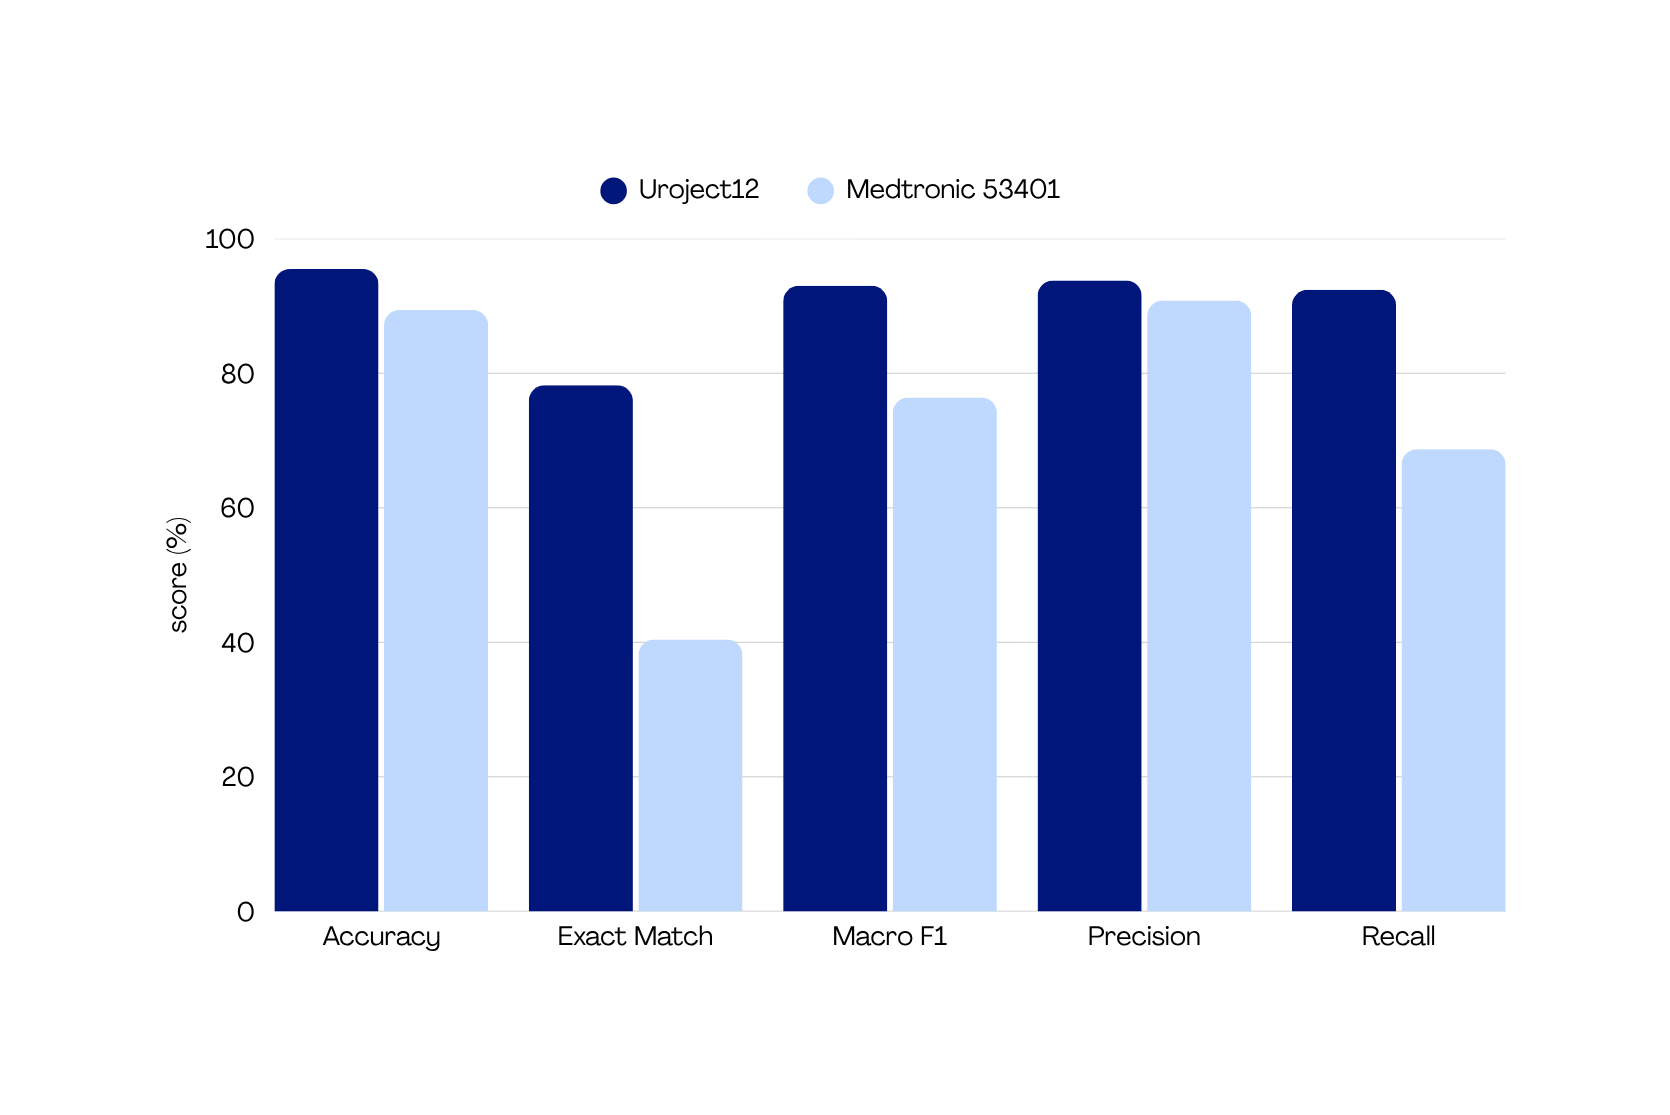 Uroject12 Medtronic 53401
100
80
60
40
20
0
score (%)
Accuracy Exact Match Macro F1 Precision Recall